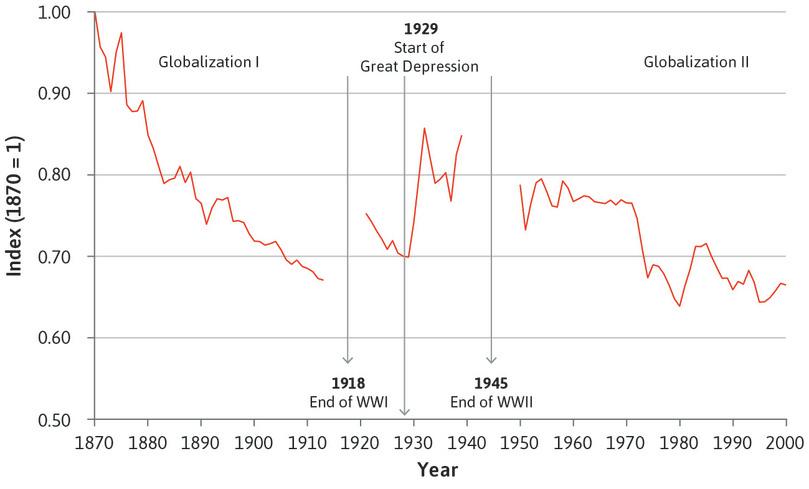 1.00
0.90
0.80
0.70
0.60
0.50
Index (1870 = 1)
Globalization I
1929
Start of
Great Depression
Globalization II
1918
End of WWI
1945
End of WWII
1870 1880 1890 1900 1910 1920 1930 1940 1950 1960 1970 1980 1990 2000
Year